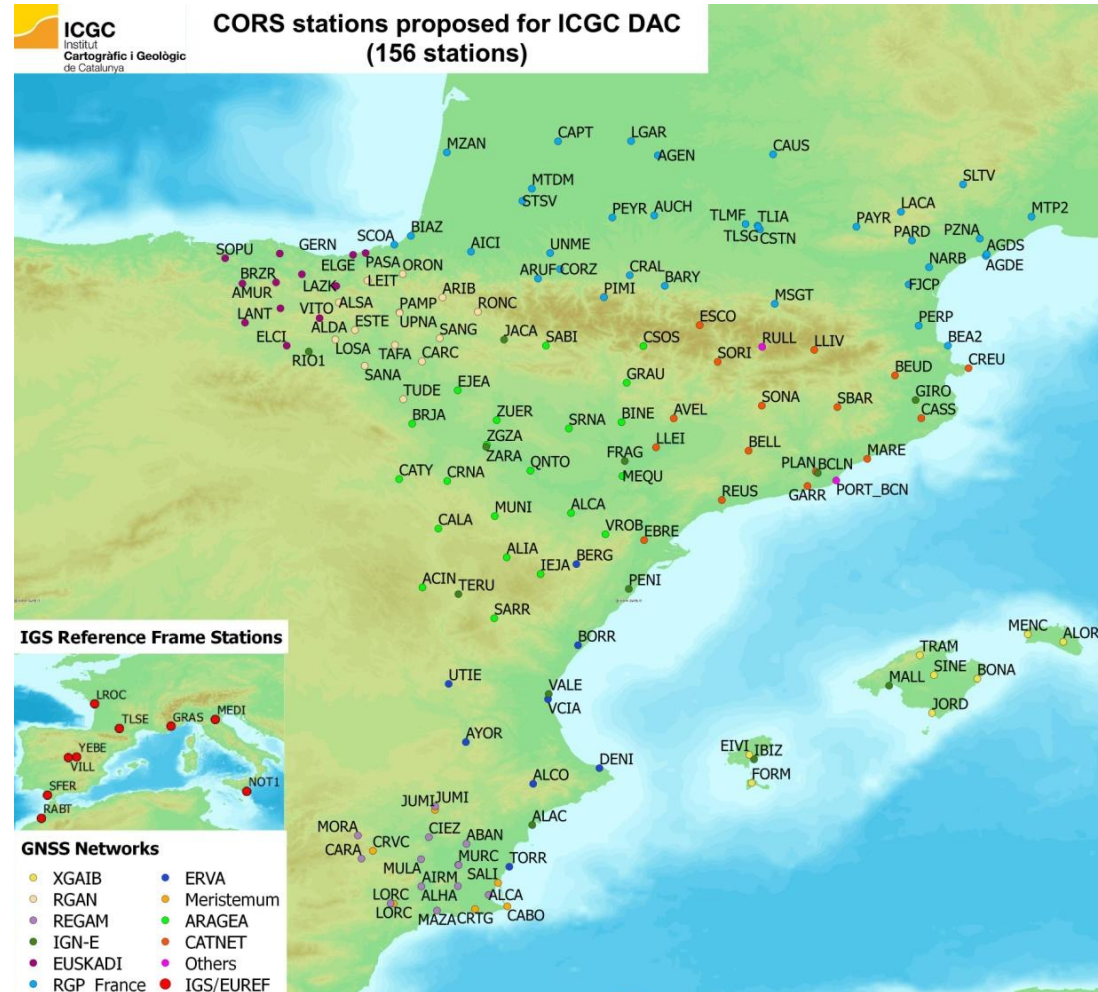 ICGC
Institut
Cartogràfic i Geològic
de Catalunya
CORS stations proposed for ICGC DAC
(156 stations)
MZAN
CAPT
LGAR
AGEN
CAUS
SLTV
MTDM
STSV
PEYR
AUCH
TLMF
TLIA
TLSG
CSTN
PAYR
LACA
PARD
PZNA
MTP2
AGDS
AGDE
NARB
FJCP
SOPU
GERN
SCOA
BIAZ
AICI
UNME
ELGE
PASA
ORON
BRZR
LAZK
LEIT
AMUR
ARUF
CORZ
CRAL
BARY
PIMI
MSGT
ARIB
RONC
ALSA
PAMP
LANT
VITO
UPNA
ALDA
ESTE
SANG
ELCI
RIO1
LOSA
TAFA
CARC
SANA
JACA
SABI
CSOS
ESCO
SORI
RULL
LLIV
PERP
BEA2
CREU
BEUD
GIRO
CASS
TUDE
EJEA
GRAU
BRJA
ZUER
SRNA
BINE
AVEL
SONA
SBAR
ZGZA
ZARA
LLEI
BELL
FRAG
MEQU
PLAN
BCLN
MARE
GARR
PORT_BCN
REUS
CATY
CRNA
QNTO
MUNI
ALCA
CALA
VROB
EBRE
ALIA
IEJA
BERG
ACIN
TERU
PENI
SARR
BORR
UTIE
VALE
VCIA
AYOR
DENI
ALCO
MENC
ALOR
TRAM
SINE
BONA
MALL
JORD
EIVI
IBIZ
FORM
JUMI
JUMI
ALAC
MORA
CRVC
CIEZ
ABAN
CARA
MULA
MURC
TORR
AIRM
SALI
LORC
ALHA
ALCA
LORC
MAZA
CRTG
CABO
IGS Reference Frame Stations
LROC
TLSE
GRAS
MEDI
YEBE
VILL
SFER
RABT
NOT1
GNSS Networks
XGAIB
ERVA
RGAN
Meristemum
REGAM
ARAGEA
IGN-E
CATNET
EUSKADI
Others
RGP_France
IGS/EUREF